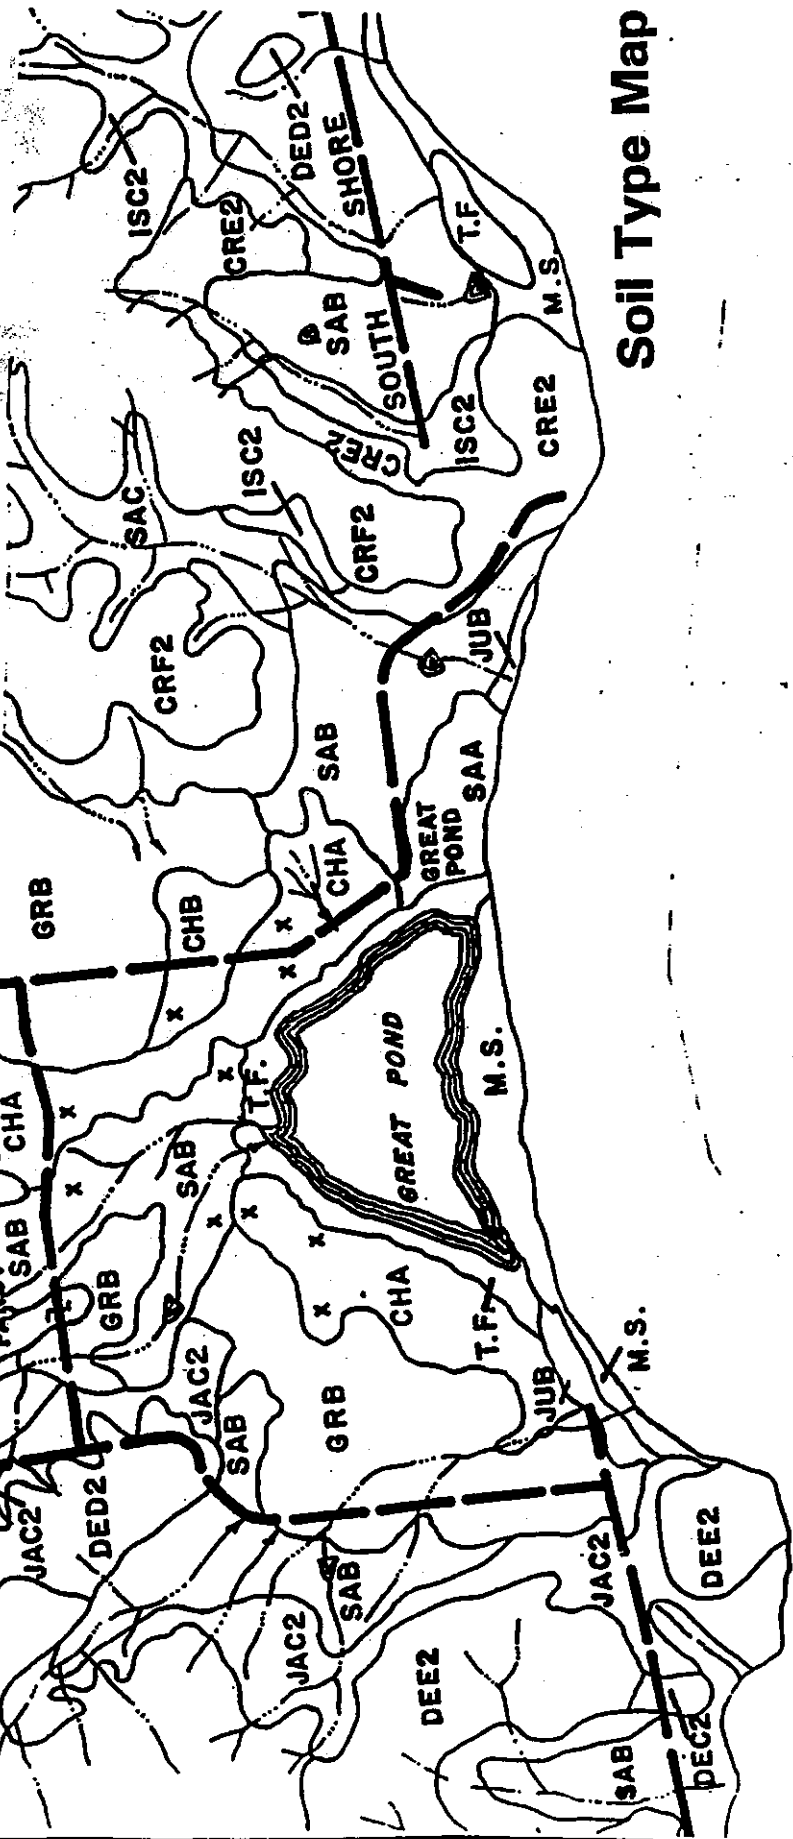 Soil Type Map
ISC2
DED2
SHORE
CRE2
T.F.
M.S.
SAB
SOUTH
ISC2
CRE2
CRE2
ISC2
SAC
CRF2
CRF2
JUB
SAB
SAA
GREAT
POND
CHA
GRB
CHB
T.F.
GREAT POND
M.S.
CHA
SAB
SAB
GRB
CHA
T.F.
JAC2
SAB
GRB
JUB
M.S.
JAC2
DED2
SAB
JAC2
JAC2
DEE2
DEE2
SAB
DEC2